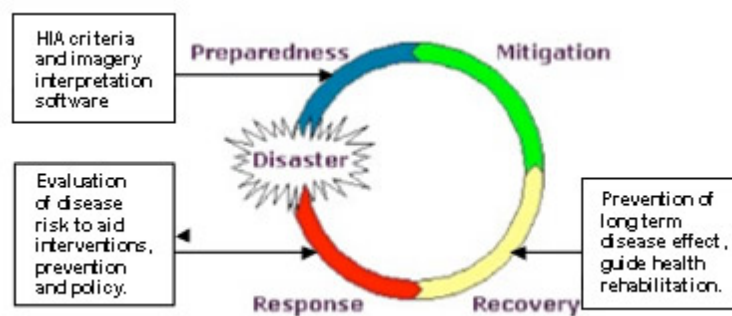 HIA criteria
and imagery
interpretation
software
Preparedness
Mitigation
Disaster
Evaluation
of disease
risk to aid
interventions,
prevention
and policy.
Prevention of
long term
disease effect,
guide health
rehabilitation.
Response
Recovery